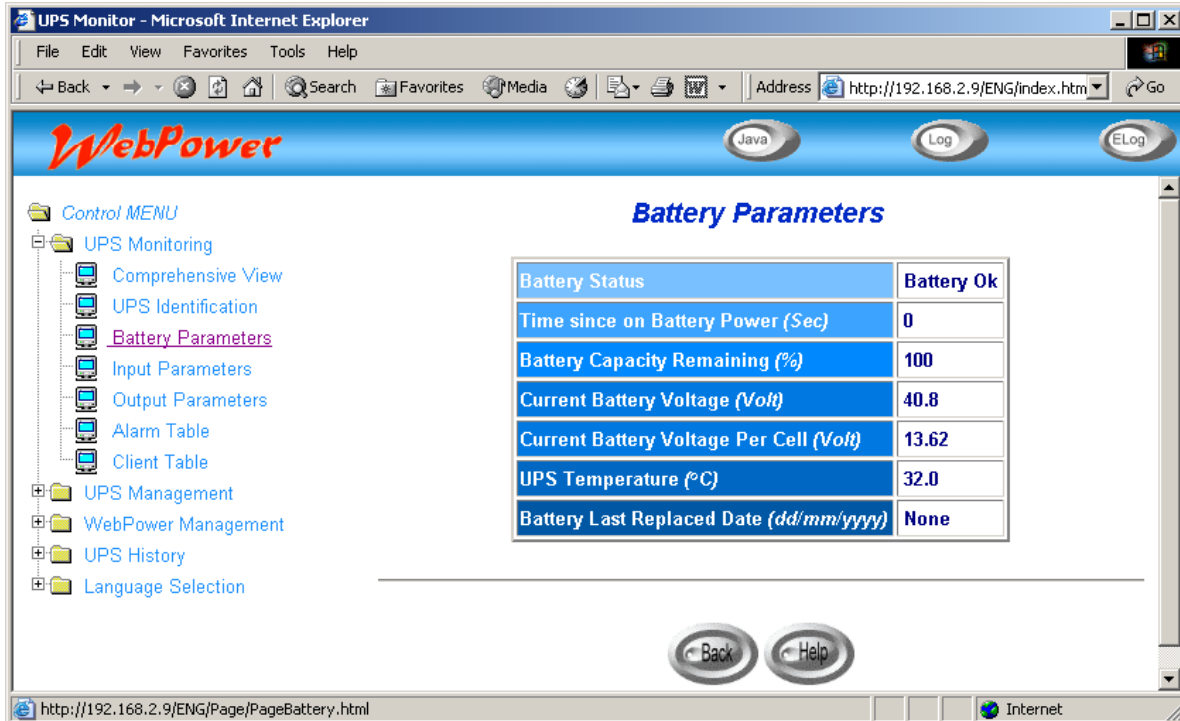 UPS Monitor - Microsoft Internet Explorer
File Edit View Favorites Tools Help
Back Search Favorites Media Address http://192.168.2.9/ENG/index.htm Go
WebPower
Java Log ELog
Control MENU
UPS Monitoring
Comprehensive View
UPS Identification
Battery Parameters
Input Parameters
Output Parameters
Alarm Table
Client Table
UPS Management
WebPower Management
UPS History
Language Selection
Battery Parameters
Battery Status Battery Ok
Time since on Battery Power (Sec) 0
Battery Capacity Remaining (%) 100
Current Battery Voltage (Volt) 40.8
Current Battery Voltage Per Cell (Volt) 13.62
UPS Temperature (ºC) 32.0
Battery Last Replaced Date (dd/mm/yyyy) None
Back Help
http://192.168.2.9/ENG/Page/PageBattery.html Internet